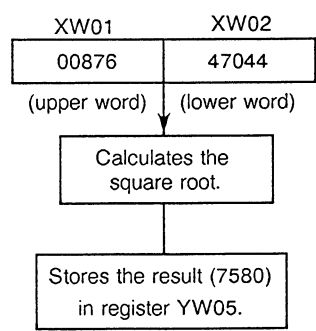 XW01 XW02
00876 47044
(upper word) (lower word)
Calculates the
square root.
Stores the result (7580)
in register YW05.